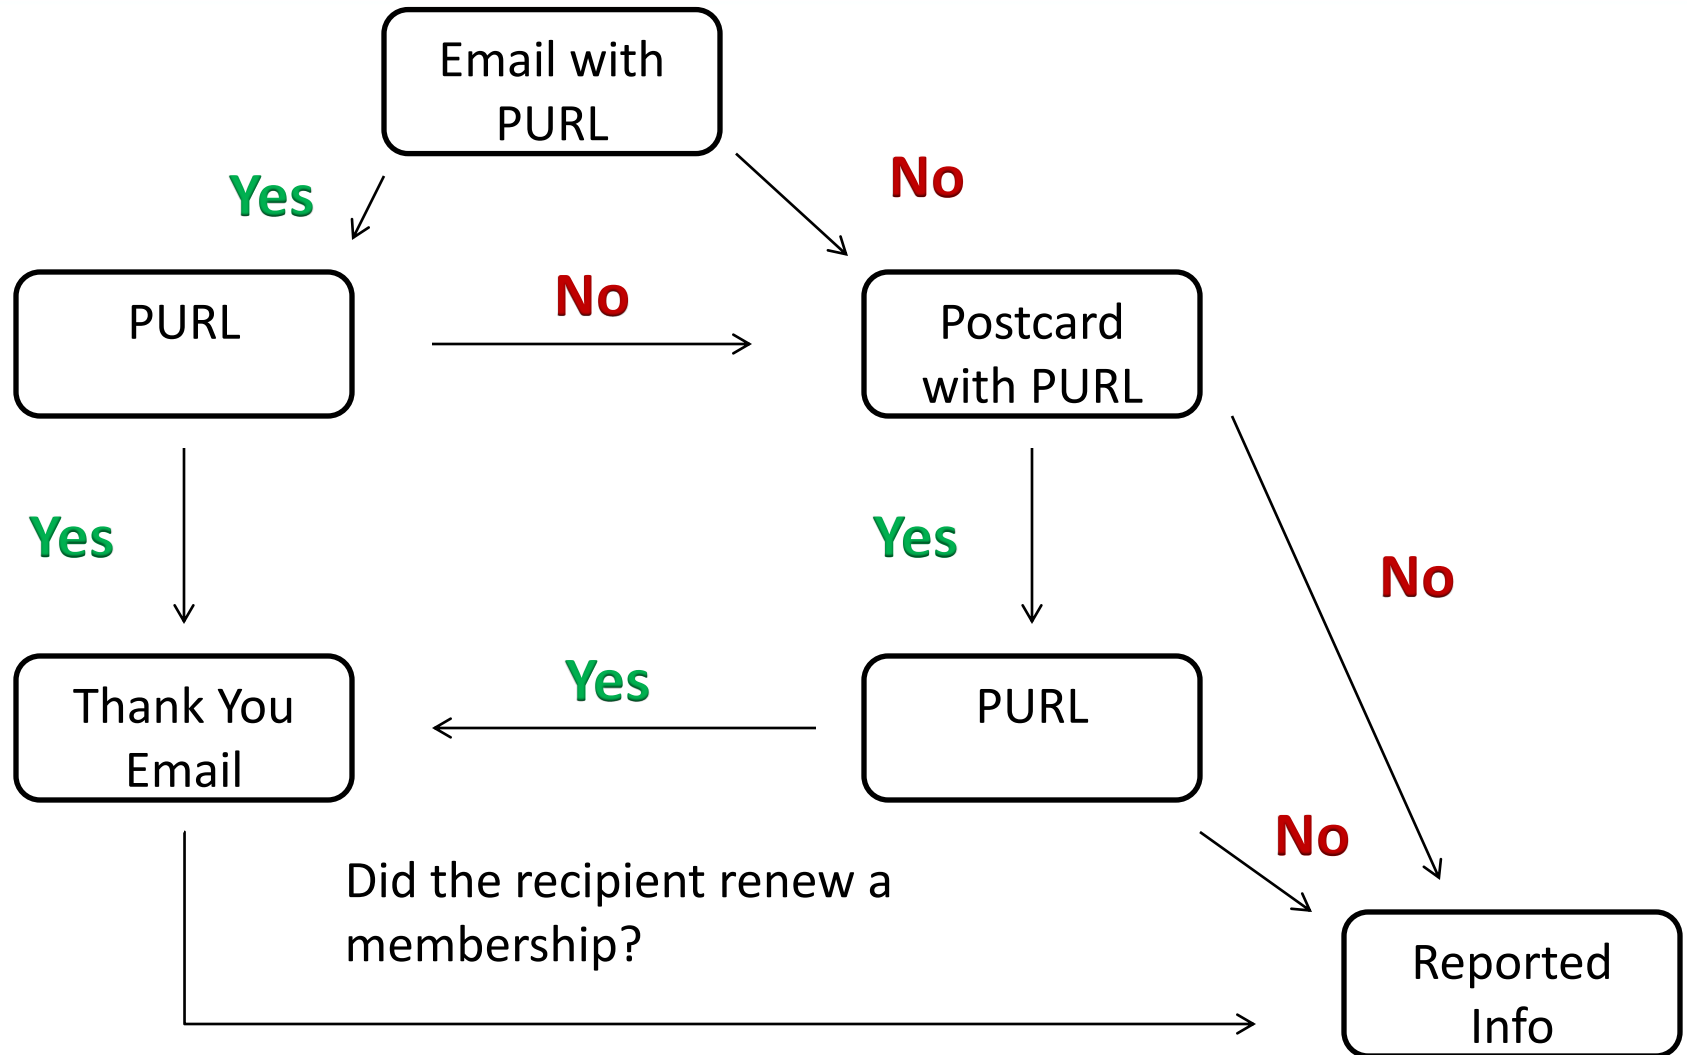 Email with
PURL
Yes
No
PURL
No
Postcard
with PURL
Yes
Yes
No
Thank You
Email
Yes
PURL
No
Did the recipient renew a
membership?
Reported
Info